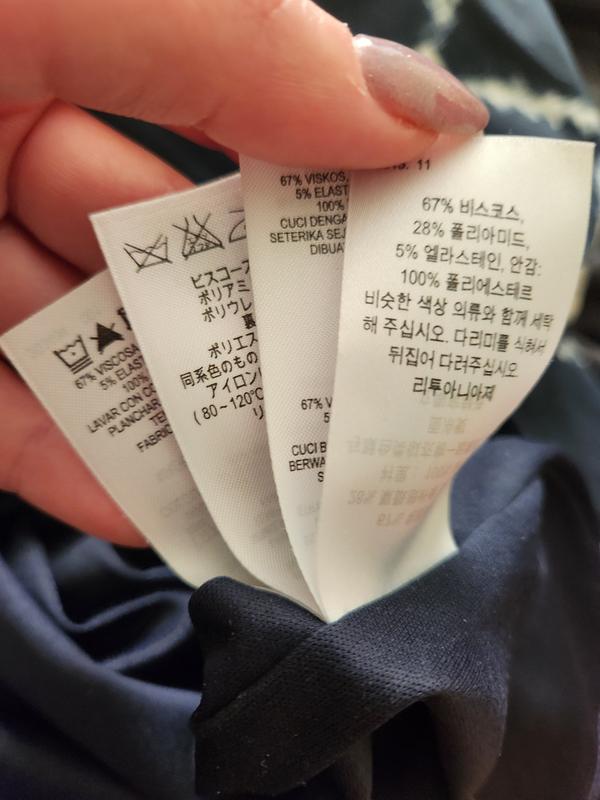 67% VISCOSA
5% ELAST
100%
LAVAR CON C
PLANCHAR
TE
FABRIC
ビスコー
ポリアミ
ポリウレ
裏
ポリエス
同系色のもの
アイロン
(80~120°C
リ
67% VISKOS,
5% ELAST
100%
CUCI DENGA
SETERIKA SEJ
DIBUA
67% V
5
CUCI B
BERWA
S
11
67% 비스코스,
28% 폴리아미드,
5% 엘라스테인, 안감:
100% 폴리에스테르
비슷한 색상 의류와 함께 세탁
해 주십시오. 다리미를 식혀서
뒤집어 다려주십시오
리투아니아제